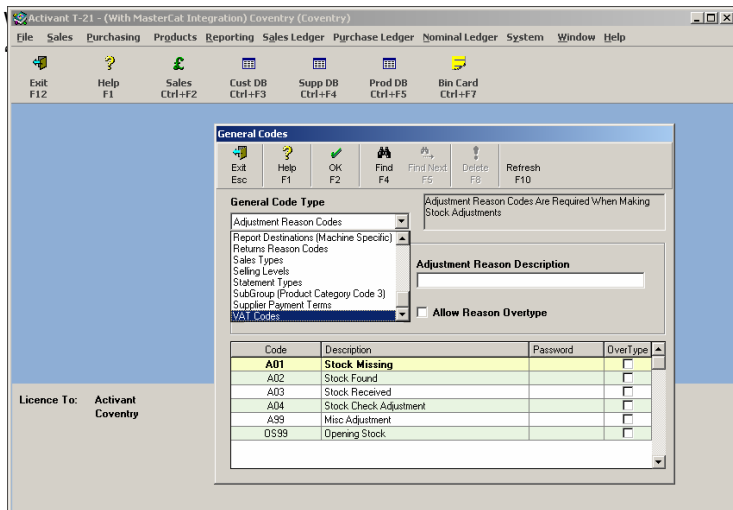 Activant T-21 - (With MasterCat Integration) Coventry (Coventry)
File Sales Purchasing Products Reporting Sales Ledger Purchase Ledger Nominal Ledger System Window Help
Exit Help Sales Cust DB Supp DB Prod DB Bin Card
F12 F1 Ctrl+F2 Ctrl+F3 Ctrl+F4 Ctrl+F5 Ctrl+F7
General Codes
Exit Help OK Find Find Next Delete Refresh
Esc F1 F2 F4 F5 F8 F10
General Code Type
Adjustment Reason Codes Are Required When Making
Stock Adjustments
Adjustment Reason Codes
Report Destinations (Machine Specific)
Returns Reason Codes
Sales Types
Selling Levels
Statement Types
SubGroup (Product Category Code 3)
Supplier Payment Terms
VAT Codes
Adjustment Reason Description
Allow Reason Overtype
Code Description Password OverType
A01 Stock Missing
A02 Stock Found
A03 Stock Received
A04 Stock Check Adjustment
A99 Misc Adjustment
OS99 Opening Stock
Licence To: Activant
Coventry